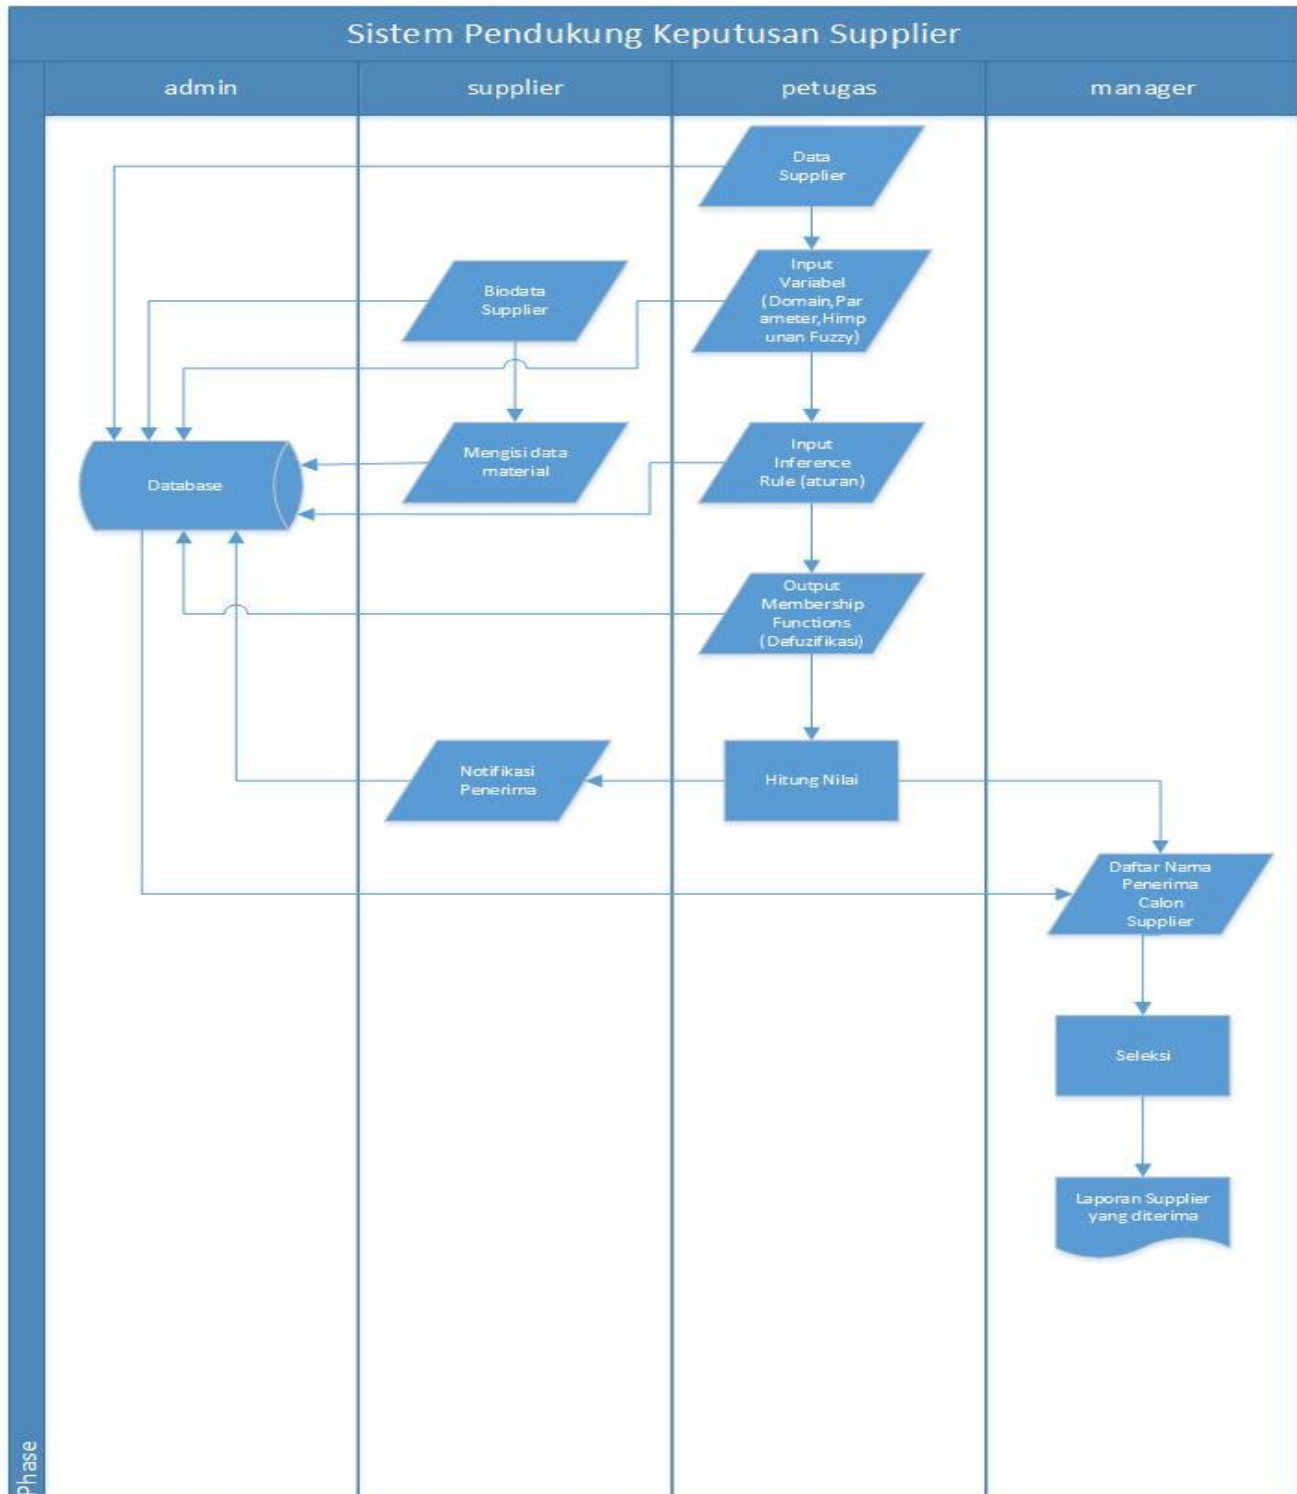 Sistem Pendukung Keputusan Supplier
admin
supplier
petugas
manager
Data
Supplier
Input
Variabel
(Domain,Par
ameter,Himp
unan Fuzzy)
Biodata
Supplier
Mengisi data
material
Input
Inference
Rule (aturan)
Database
Output
Membership
Functions
(Defuzifikasi)
Notifikasi
Penerima
Hitung Nilai
Daftar Nama
Penerima
Calon
Supplier
Seleksi
Laporan Supplier
yang diterima
Phase